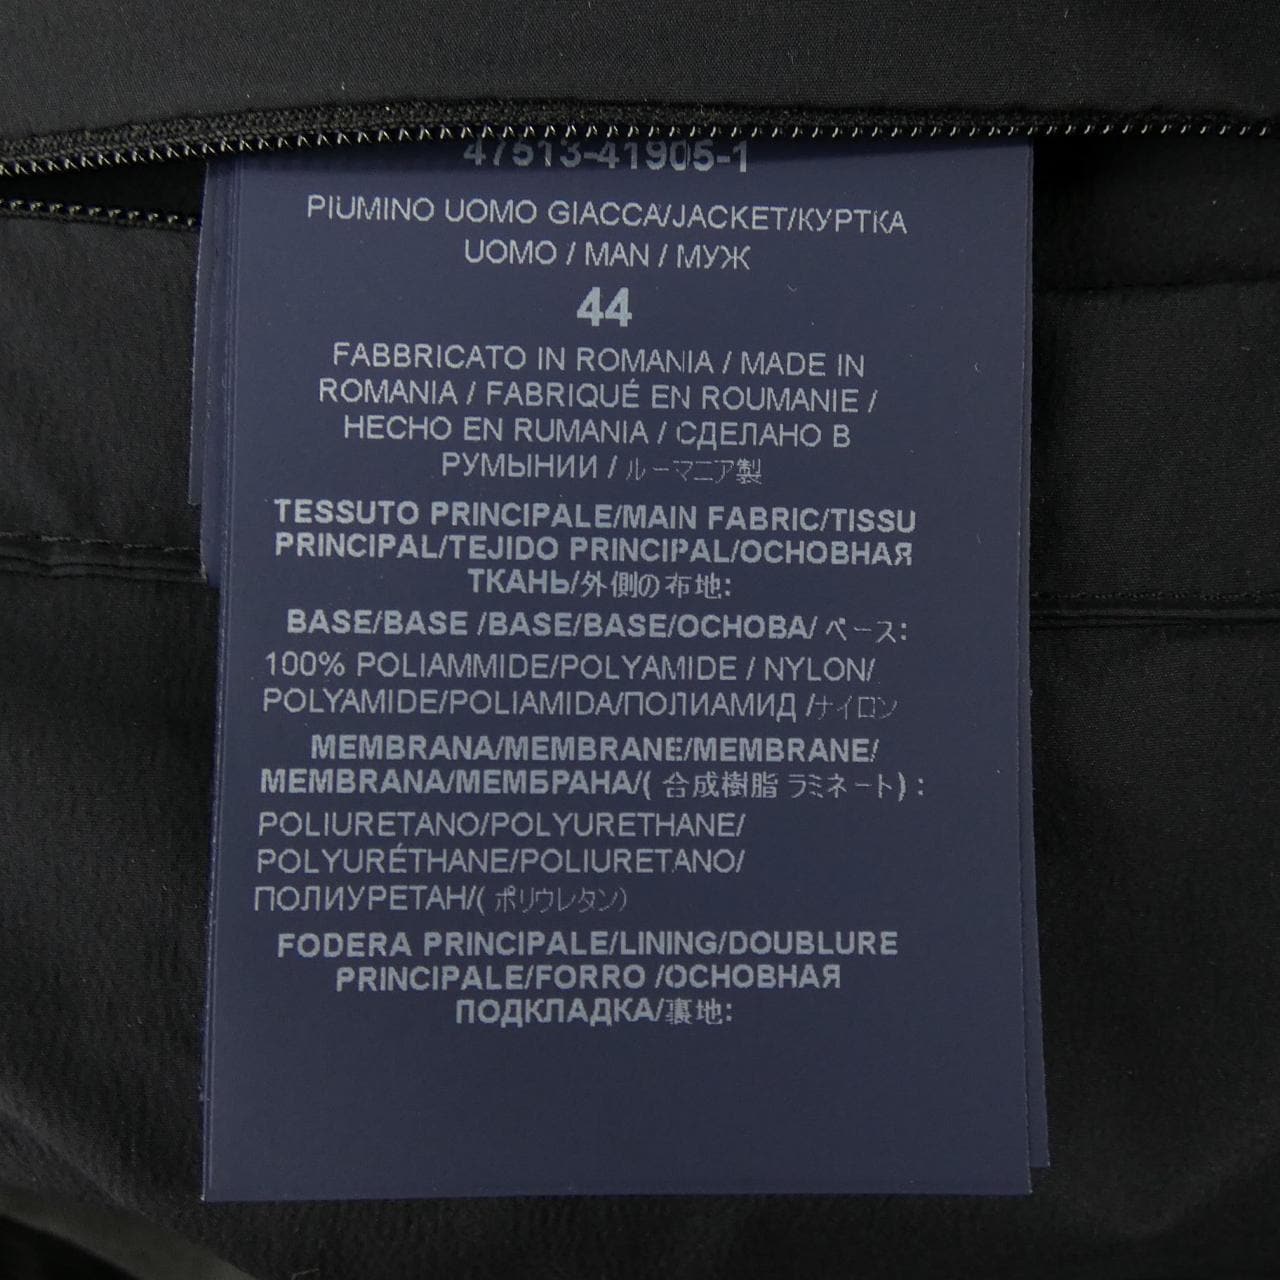 47513-41905-1
PIUMINO UOMO GIACCA/JACKET/КУРТКА
UOMO / MAN / МУЖ
44
FABBRICATO IN ROMANIA / MADE IN
ROMANIA / FABRIQUÉ EN ROUMANIE /
HECHO EN RUMANIA / СДЕЛАНО В
РУМЫНИИ / ルーマニア製
TESSUTO PRINCIPALE/MAIN FABRIC/TISSU
PRINCIPAL/TEJIDO PRINCIPAL/ОСНОВНАЯ
ТКАНЬ/外側の布地:
BASE/BASE /BASE/BASE/ОСНОВА/ ベース:
100% POLIAMMIDE/POLYAMIDE / NYLON/
POLYAMIDE/POLIAMIDA/ПОЛИАМИД /ナイロン
MEMBRANA/MEMBRANE/MEMBRANE/
MEMBRANA/МЕМБРАНА/( 合成樹脂 ラミネート) :
POLIURETANO/POLYURETHANE/
POLYURÉTHANE/POLIURETANO/
ПОЛИУРЕТАН/( ポリウレタン)
FODERA PRINCIPALE/LINING/DOUBLURE
PRINCIPALE/FORRO /ОСНОВНАЯ
ПОДКЛАДКА/裏地: